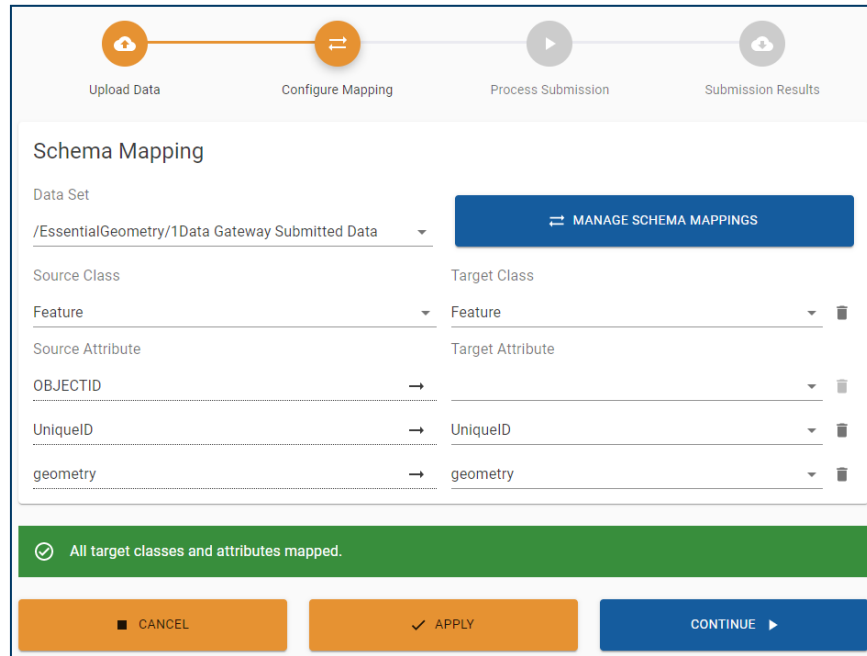 Upload Data Configure Mapping Process Submission Submission Results
Schema Mapping
Data Set
/EssentialGeometry/1Data Gateway Submitted Data
MANAGE SCHEMA MAPPINGS
Source Class Target Class
Feature Feature
Source Attribute Target Attribute
OBJECTID
UniqueID UniqueID
geometry geometry
All target classes and attributes mapped.
CANCEL APPLY CONTINUE